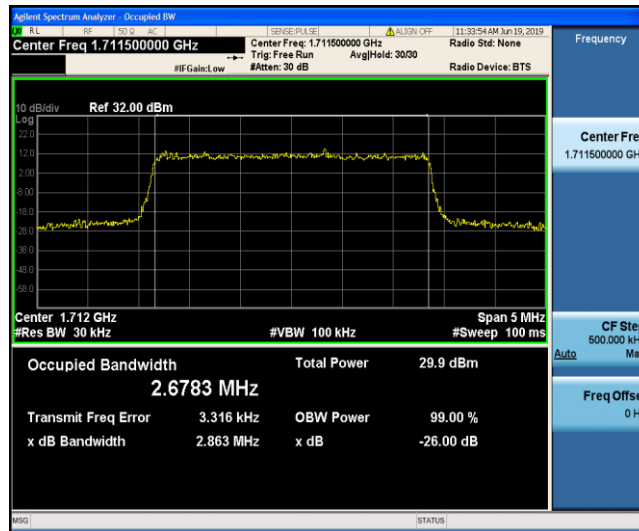 Agilent Spectrum Analyzer - Occupied BW
RL RF 50 Ω AC SENSE:PULSE ALIGN OFF 11:33:54 AM Jun 19, 2019
Center Freq 1.711500000 GHz Center Freq: 1.711500000 GHz Radio Std: None
Trig: Free Run Avg|Hold: 30/30
#IFGain:Low #Atten: 30 dB Radio Device: BTS
10 dB/div Ref 32.00 dBm
Log
22.0
12.0
2.00
-8.00
-18.0
-28.0
-38.0
-48.0
-58.0
Center 1.712 GHz Span 5 MHz
#Res BW 30 kHz #VBW 100 kHz #Sweep 100 ms
Occupied Bandwidth Total Power 29.9 dBm
2.6783 MHz
Transmit Freq Error 3.316 kHz OBW Power 99.00 %
x dB Bandwidth 2.863 MHz x dB -26.00 dB
MSG STATUS
Frequency
Center Fre
1.711500000 GH
CF Ste
500.000 kH
Auto Ma
Freq Offse
0 H